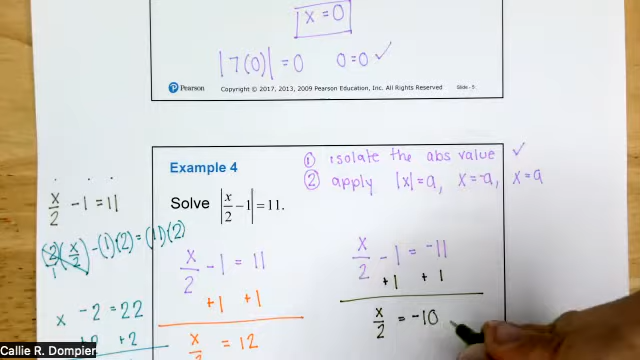 x = 0
|7(0)| = 0 0 = 0 ✓
Pearson Copyright © 2017, 2013, 2009 Pearson Education, Inc. All Rights Reserved Slide - 5
Example 4
① isolate the abs value ✓
② apply |x| = a, x = -a, x = a
Solve |x/2 - 1| = 11.
x/2 - 1 = 11
(2/1)(x/2) - (1)(2) = (11)(2)
x - 2 = 22
+2 +2
x/2 - 1 = 11
+1 +1
x/2 = 12
x/2 - 1 = -11
+1 +1
x/2 = -10
Callie R. Dompier